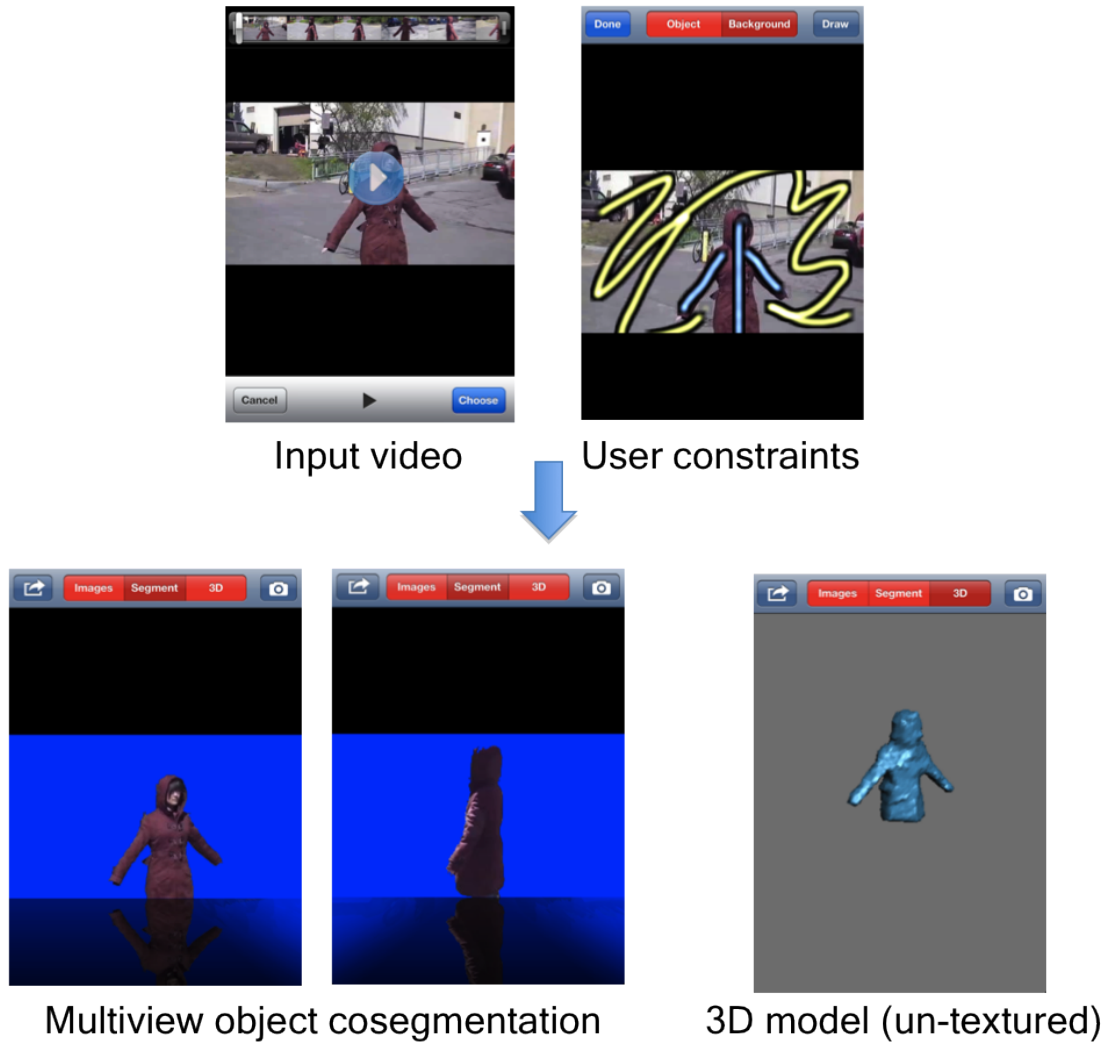 Done
Object
Background
Draw
Cancel
Choose
Input video
User constraints
Images
Segment
3D
Images
Segment
3D
Images
Segment
3D
Multiview object cosegmentation
3D model (un-textured)